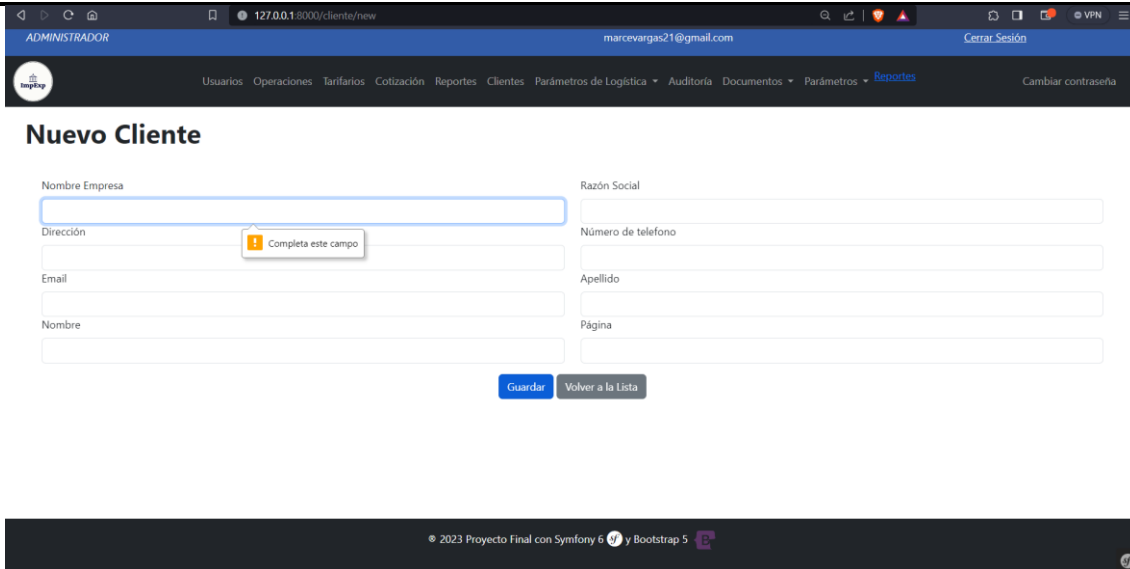 127.0.0.1:8000/cliente/new VPN
ADMINISTRADOR marcevargas21@gmail.com Cerrar Sesión
ImpExp Usuarios Operaciones Tarifarios Cotización Reportes Clientes Parámetros de Logística Auditoría Documentos Parámetros Reportes Cambiar contraseña
Nuevo Cliente
Nombre Empresa Razón Social
Dirección Número de telefono
! Completa este campo
Email Apellido
Nombre Página
Guardar Volver a la Lista
® 2023 Proyecto Final con Symfony 6 sf y Bootstrap 5 B